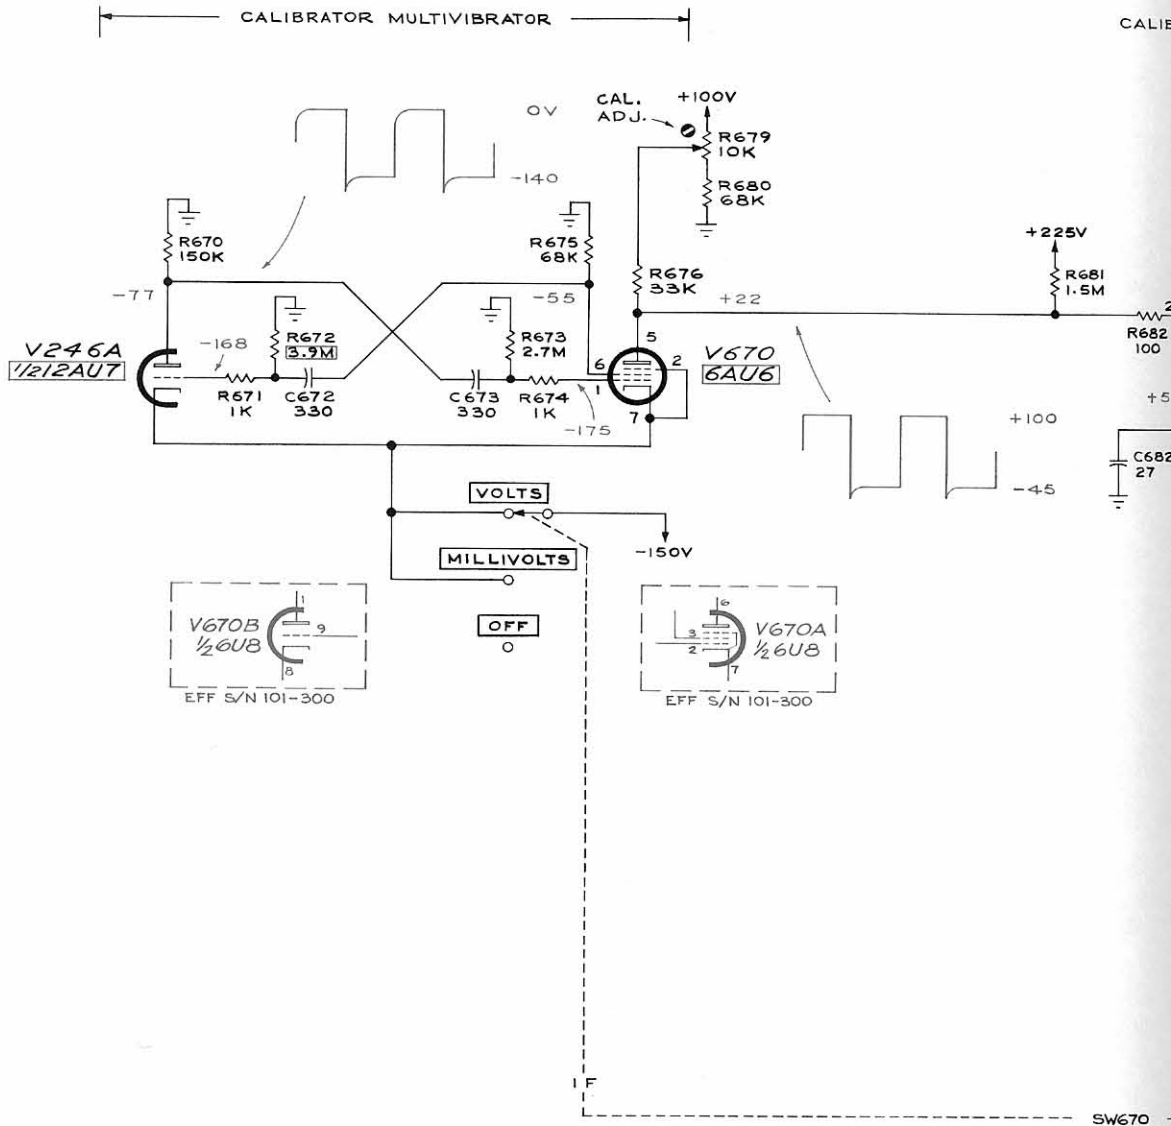 CALIBRATOR MULTIVIBRATOR
CALIB
CAL.
ADJ.
+100V
0V
-140
R679
10K
R680
68K
R670
150K
R675
68K
+225V
R681
1.5M
R676
33K
-77
-55
+22
R682
100
2
V246A
1/2 12AU7
-168
R672
3.9M
R673
2.7M
5
6
2
1
7
V670
6AU6
R671
1K
C672
330
C673
330
R674
1K
-175
+100
-45
+5
C682
27
VOLTS
-150V
MILLIVOLTS
OFF
V670B
1/2 6U8
1
9
8
EFF S/N 101-300
V670A
1/2 6U8
6
3
2
7
EFF S/N 101-300
1 F
SW670